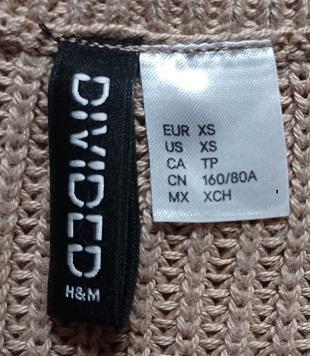 DIVIDED
H&M
EUR XS
US XS
CA TP
CN 160/80A
MX XCH